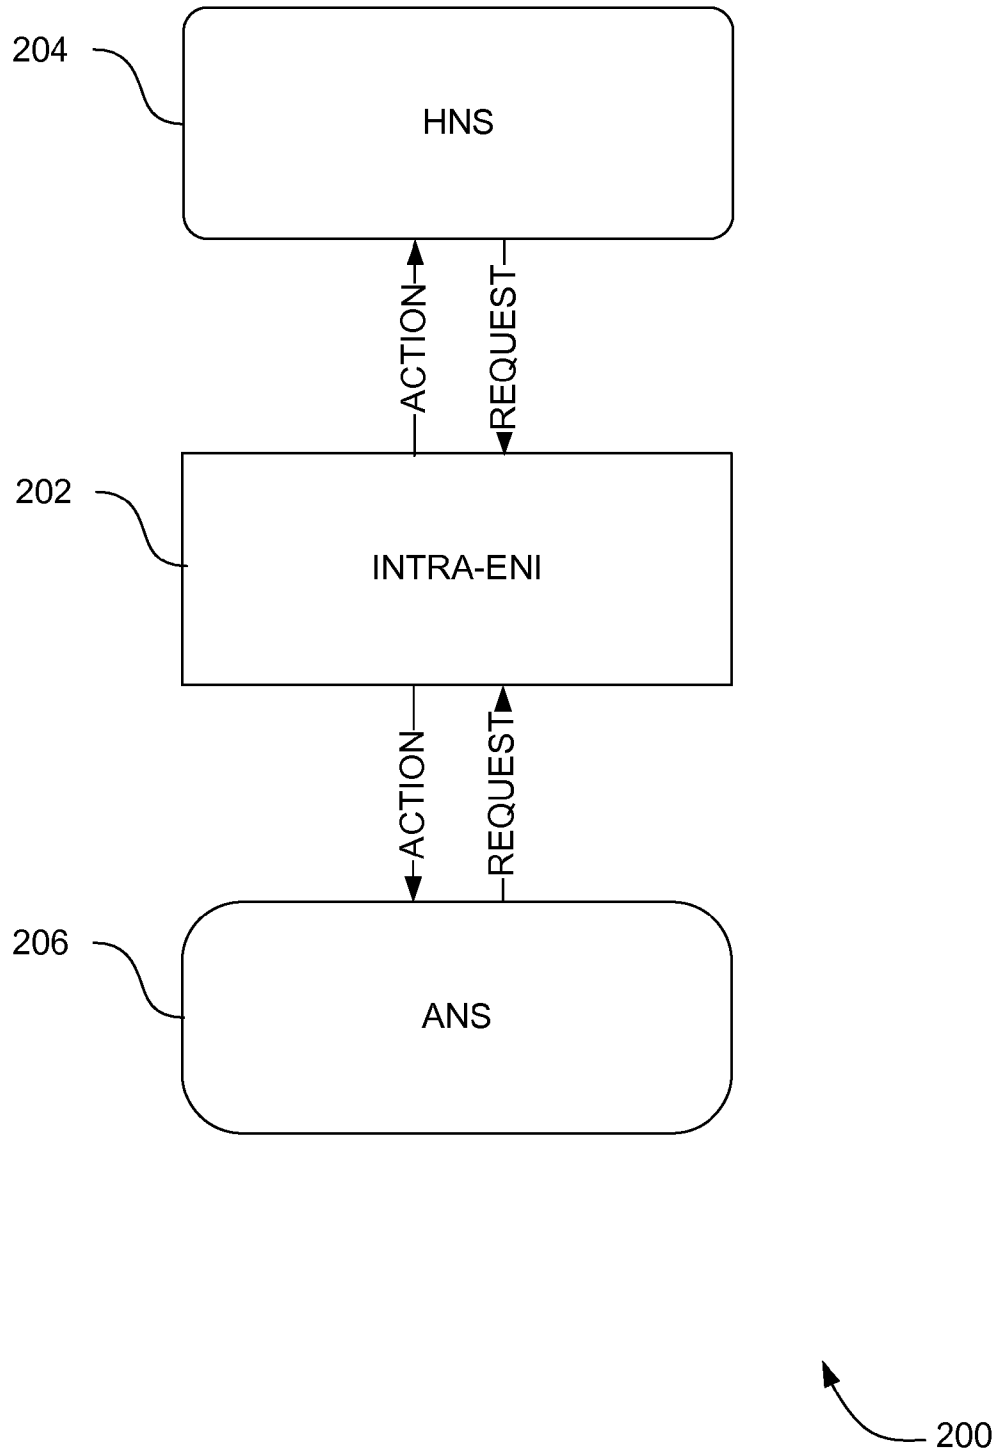 204
HNS
ACTION
REQUEST
202
INTRA-ENI
ACTION
REQUEST
206
ANS
200